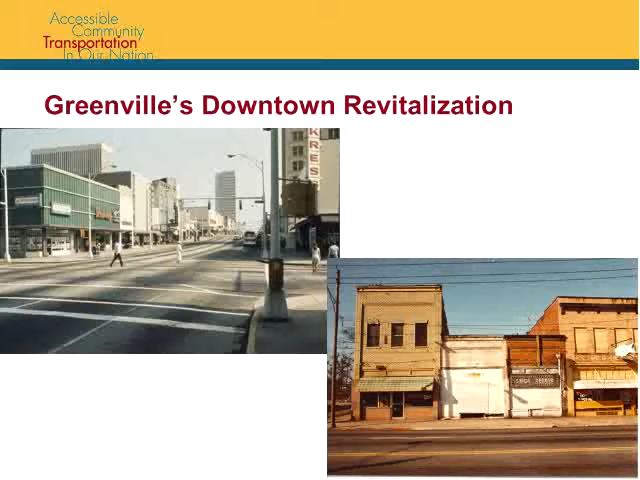 Accessible
Community
Transportation
In Our Nation
Greenville's Downtown Revitalization
KRES